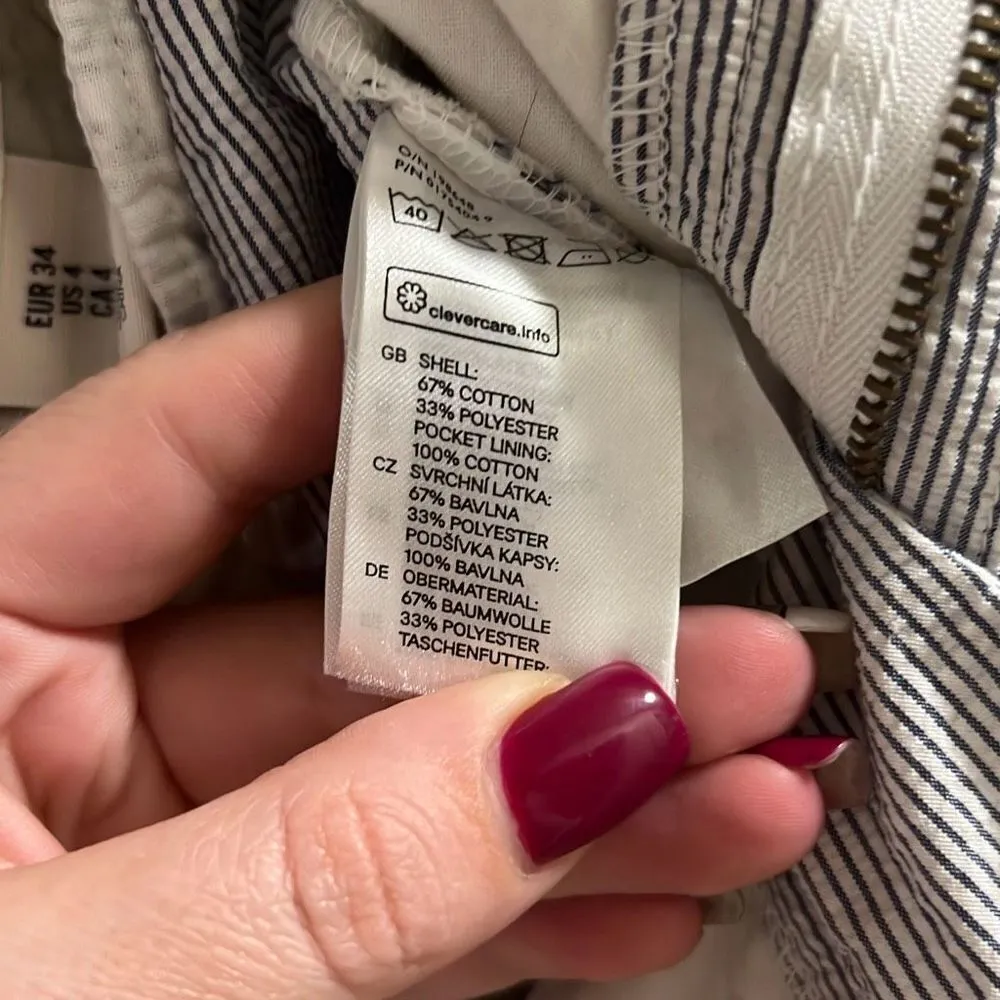 EUR 34
US 4
CA 4
O/N
P/N
40
clevercare.info
GB SHELL:
67% COTTON
33% POLYESTER
POCKET LINING:
100% COTTON
CZ SVRCHNÍ LÁTKA:
67% BAVLNA
33% POLYESTER
PODŠÍVKA KAPSY:
100% BAVLNA
DE OBERMATERIAL:
67% BAUMWOLLE
33% POLYESTER
TASCHENFUTTER: